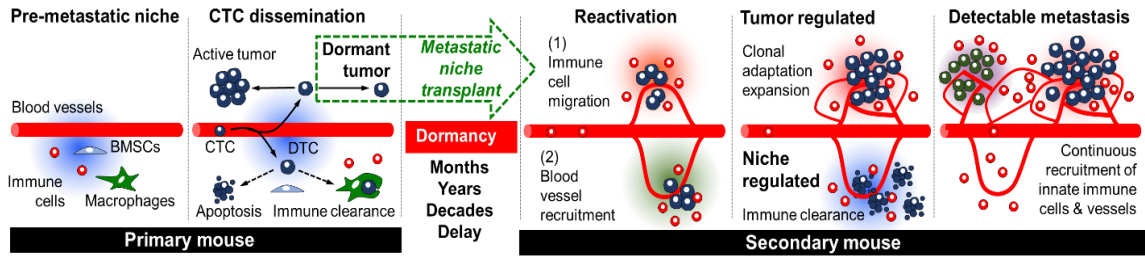 Pre-metastatic niche
Blood vessels
BMSCs
Immune
cells
Macrophages
CTC dissemination
Active tumor
Dormant
tumor
CTC
DTC
Apoptosis
Immune clearance
Primary mouse
Metastatic
niche
transplant
Dormancy
Months
Years
Decades
Delay
Reactivation
(1)
Immune
cell
migration
(2)
Blood
vessel
recruitment
Tumor regulated
Clonal
adaptation
expansion
Niche
regulated
Immune clearance
Detectable metastasis
Continuous
recruitment of
innate immune
cells & vessels
Secondary mouse